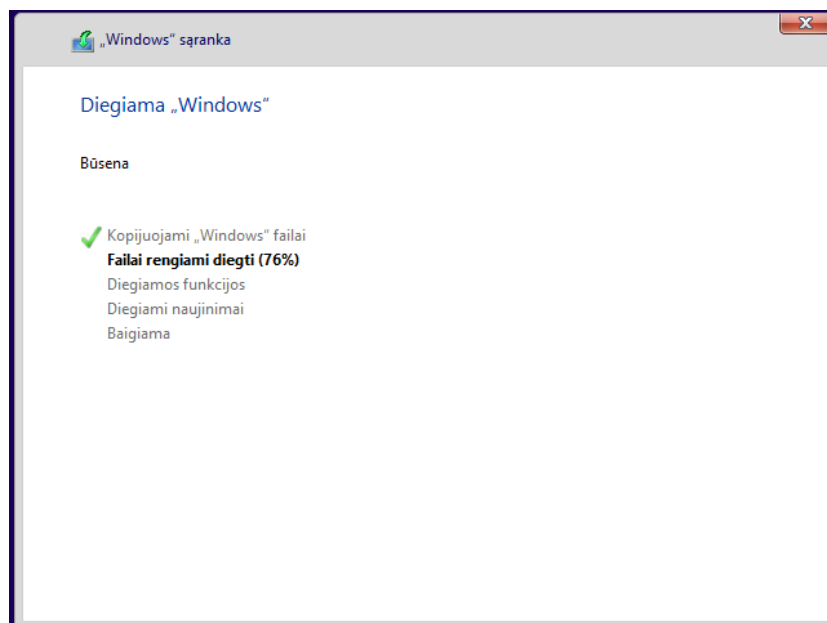 „Windows“ sąranka
Diegiama „Windows“
Būsena
Kopijuojami „Windows“ failai
Failai rengiami diegti (76%)
Diegiamos funkcijos
Diegiami naujinimai
Baigiama